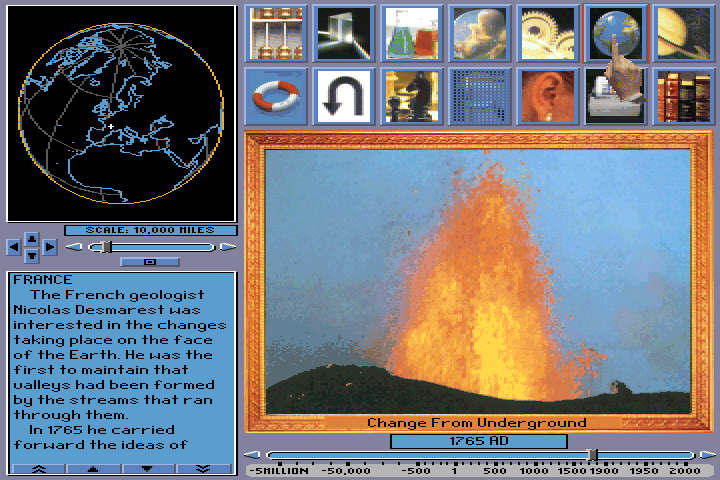 SCALE: 10,000 MILES
FRANCE
The French geologist
Nicolas Desmarest was
interested in the changes
taking place on the face
of the Earth. He was the
first to maintain that
valleys had been formed
by the streams that ran
through them.
In 1765 he carried
forward the ideas of
Change From Underground
1765 AD
-5MILLION -50,000 -500 1 500 1000 1500 1900 1950 2000